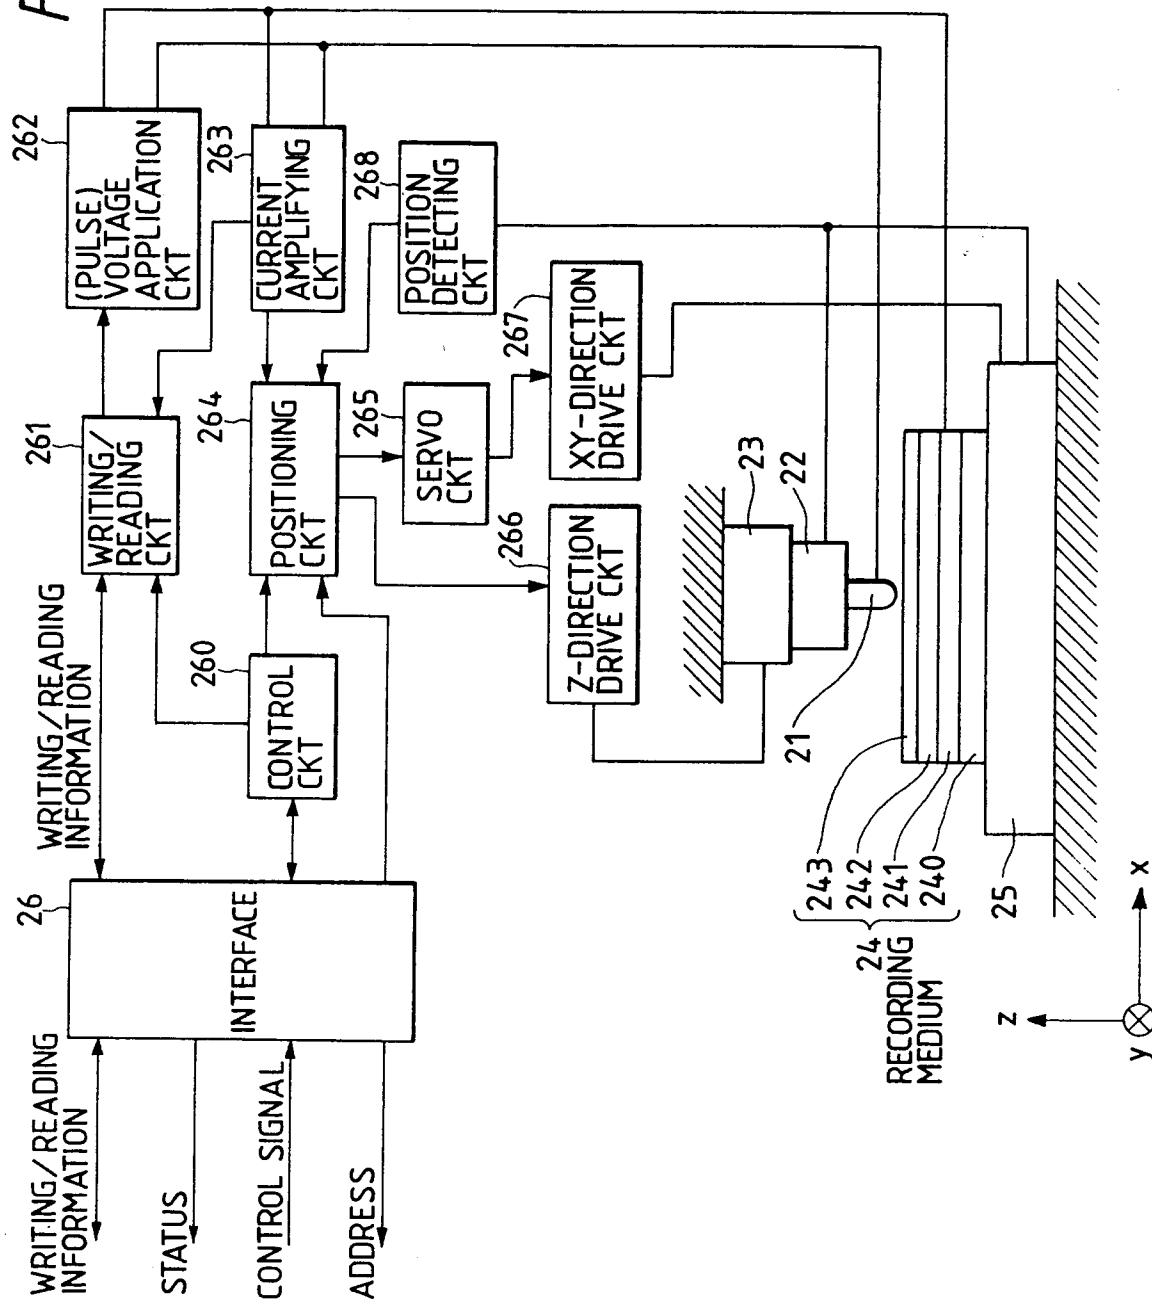 F
262
(PULSE)
VOLTAGE
APPLICATION
CKT
263
CURRENT
AMPLIFYING
CKT
268
POSITION
DETECTING
CKT
261
WRITING/
READING
CKT
264
POSITIONING
CKT
265
SERVO
CKT
267
XY-DIRECTION
DRIVE CKT
266
Z-DIRECTION
DRIVE CKT
260
CONTROL
CKT
WRITING/READING
INFORMATION
26
INTERFACE
WRITING/READING
INFORMATION
STATUS
CONTROL SIGNAL
ADDRESS
23
22
21
243
242
241
240
24
RECORDING
MEDIUM
25
z
x
y